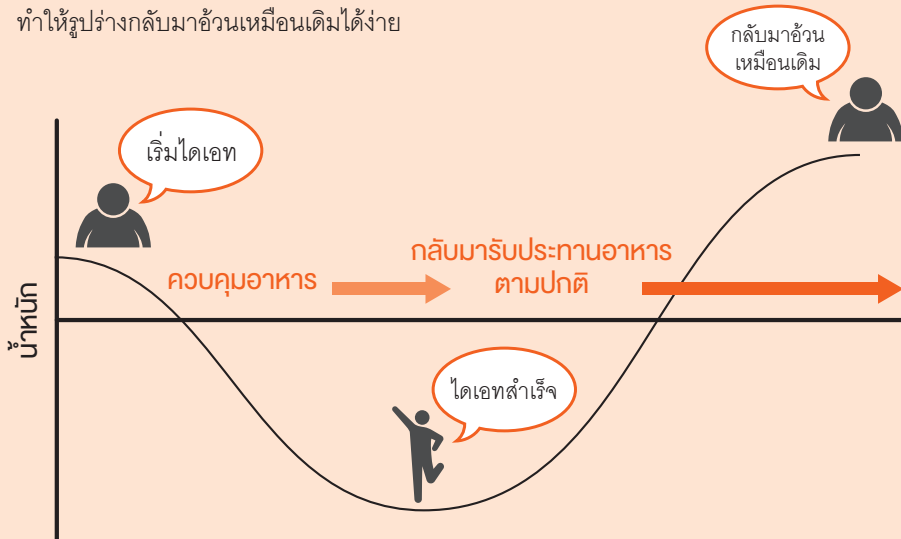 ทำให้รูปร่างกลับมาอ้วนเหมือนเดิมได้ง่าย
กลับมาอ้วน
เหมือนเดิม
เริ่มไดเอท
กลับมารับประทานอาหาร
ตามปกติ
ควบคุมอาหาร
น้ำหนัก
ไดเอทสำเร็จ